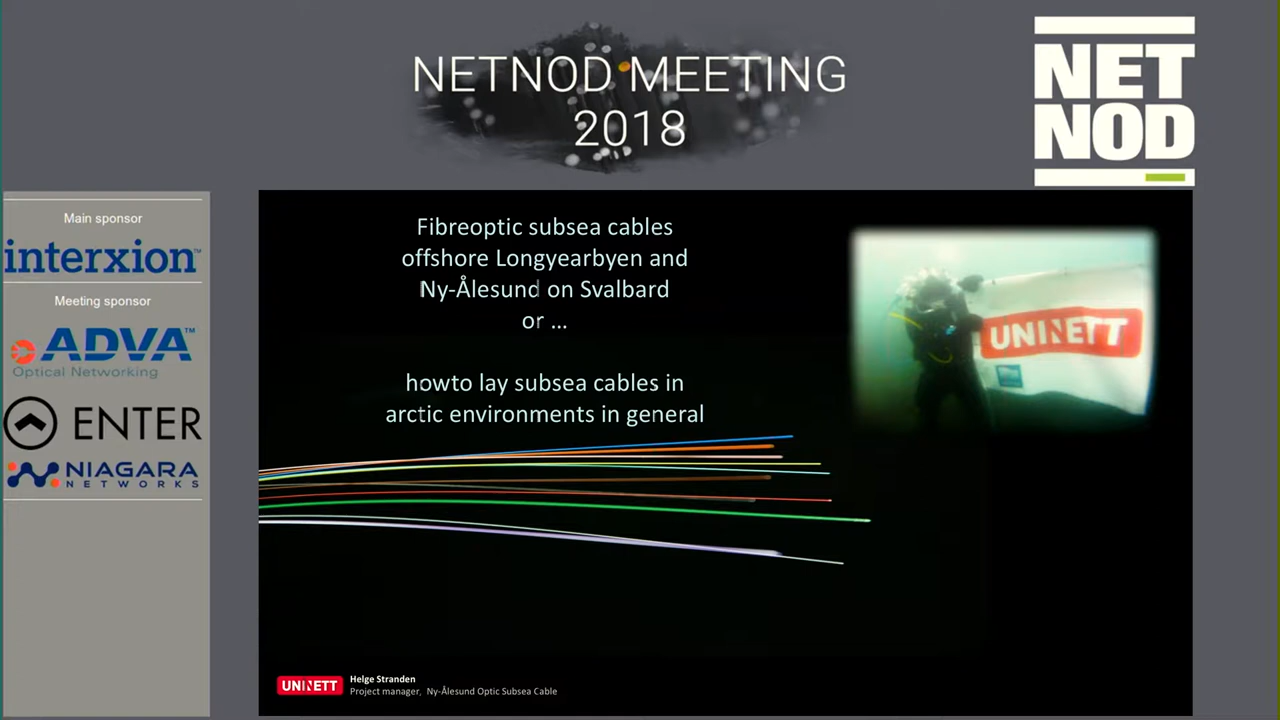 NETNOD MEETING
2018
NET
NOD
Main sponsor
interxion™
Meeting sponsor
ADVA™
Optical Networking
ENTER
NIAGARA
NETWORKS
Fibreoptic subsea cables
offshore Longyearbyen and
Ny-Ålesund on Svalbard
or ...
howto lay subsea cables in
arctic environments in general
UNINETT
UNINETT
Helge Stranden
Project manager, Ny-Ålesund Optic Subsea Cable